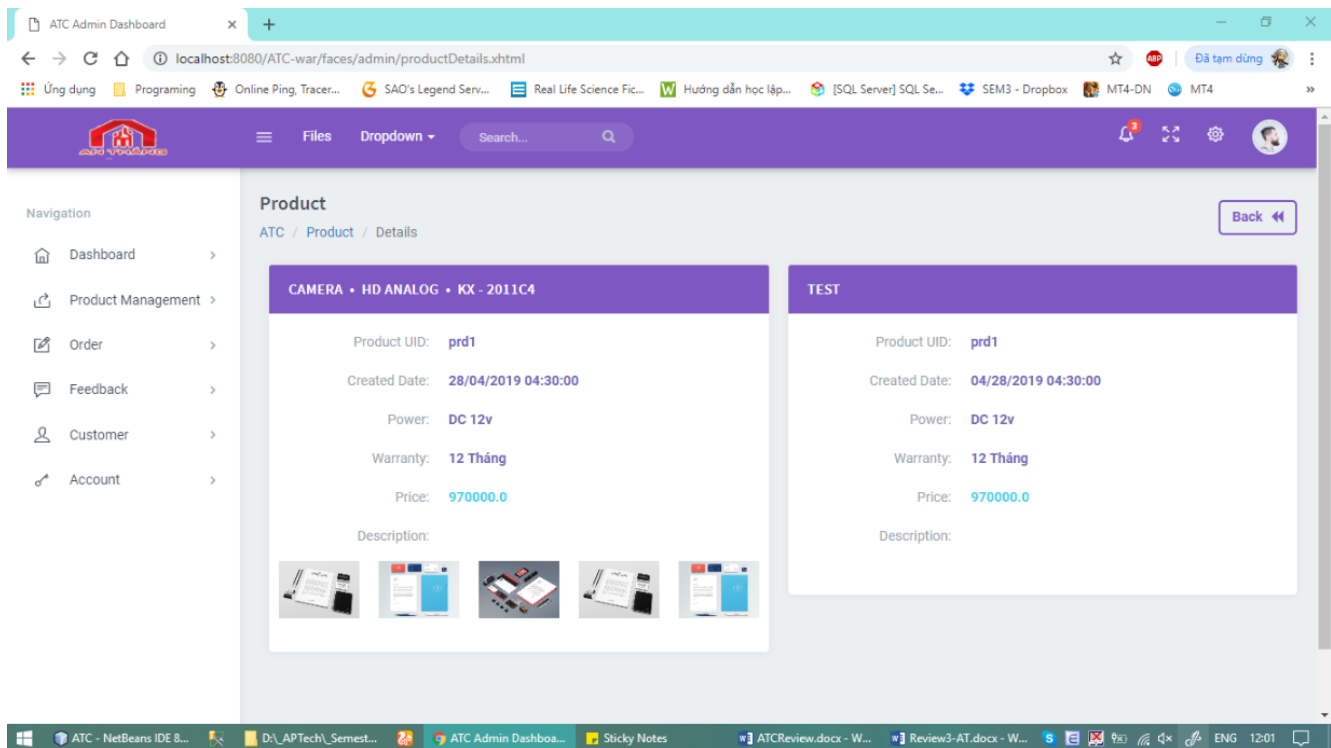 ATC Admin Dashboard
localhost:8080/ATC-war/faces/admin/productDetails.xhtml
ABP
Đã tạm dừng
Ứng dụng Programing Online Ping, Tracer... SAO's Legend Serv... Real Life Science Fic... Hướng dẫn học lập... [SQL Server] SQL Se... SEM3 - Dropbox MT4-DN MT4 »
AN THẮNG
Files Dropdown Search... 3
Navigation
Dashboard
Product Management
Order
Feedback
Customer
Account
Product
ATC / Product / Details
Back
CAMERA • HD ANALOG • KX - 2011C4
Product UID: prd1
Created Date: 28/04/2019 04:30:00
Power: DC 12v
Warranty: 12 Tháng
Price: 970000.0
Description:
TEST
Product UID: prd1
Created Date: 04/28/2019 04:30:00
Power: DC 12v
Warranty: 12 Tháng
Price: 970000.0
Description:
ATC - NetBeans IDE 8... D:\_APTech\_Semest... ATC Admin Dashboa... Sticky Notes ATCReview.docx - W... Review3-AT.docx - W... ENG 12:01